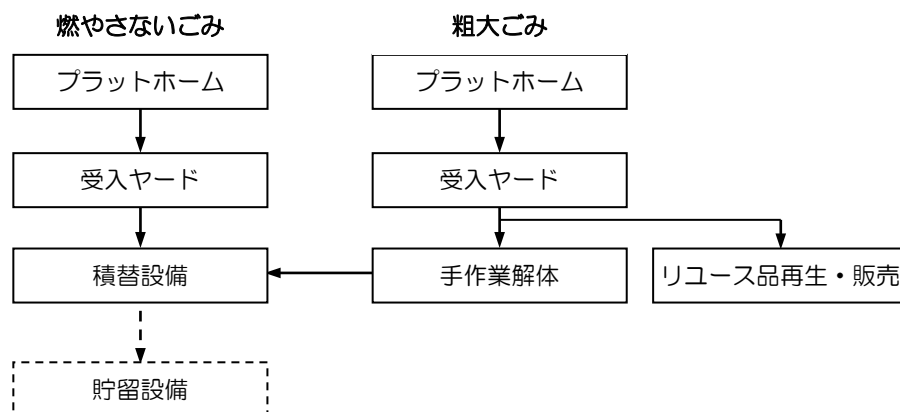 燃やさないごみ
粗大ごみ
プラットホーム
プラットホーム
受入ヤード
受入ヤード
積替設備
手作業解体
リユース品再生・販売
貯留設備